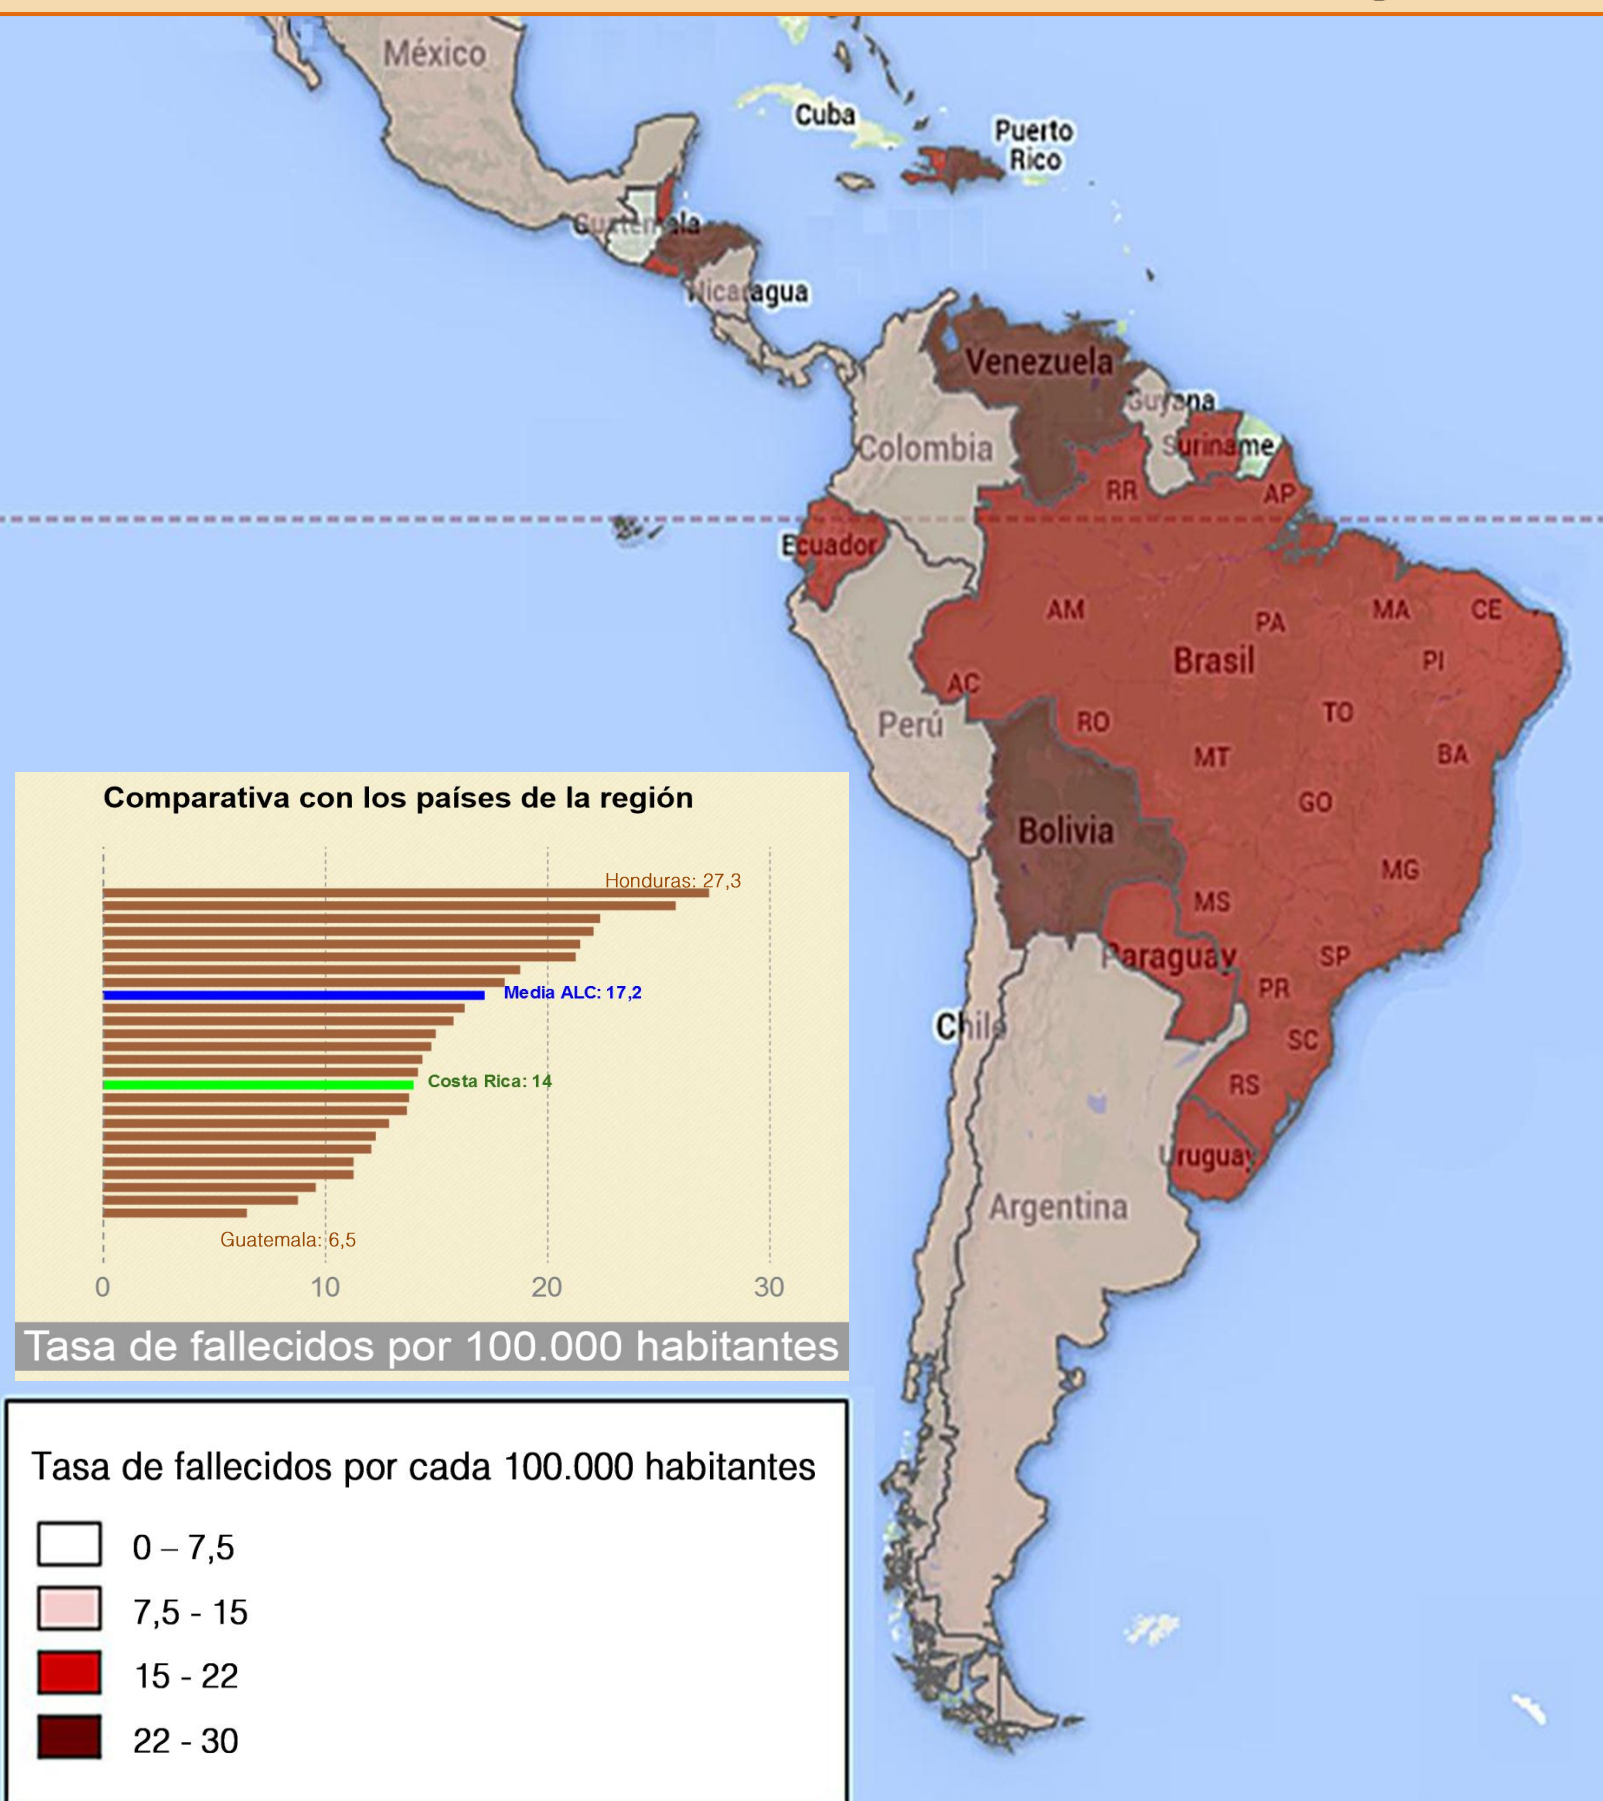 México
Cuba
Puerto
Rico
Guatemala
Nicaragua
Venezuela
Guyana
Suriname
Colombia
RR
AP
Ecuador
AM
PA
MA
CE
Brasil
PI
AC
Perú
RO
TO
MT
BA
GO
Bolivia
MG
MS
Paraguay
SP
PR
Chile
SC
RS
Uruguay
Argentina
Comparativa con los países de la región
Honduras: 27,3
Media ALC: 17,2
Costa Rica: 14
Guatemala: 6,5
0 10 20 30
Tasa de fallecidos por 100.000 habitantes
Tasa de fallecidos por cada 100.000 habitantes
0 – 7,5
7,5 - 15
15 - 22
22 - 30